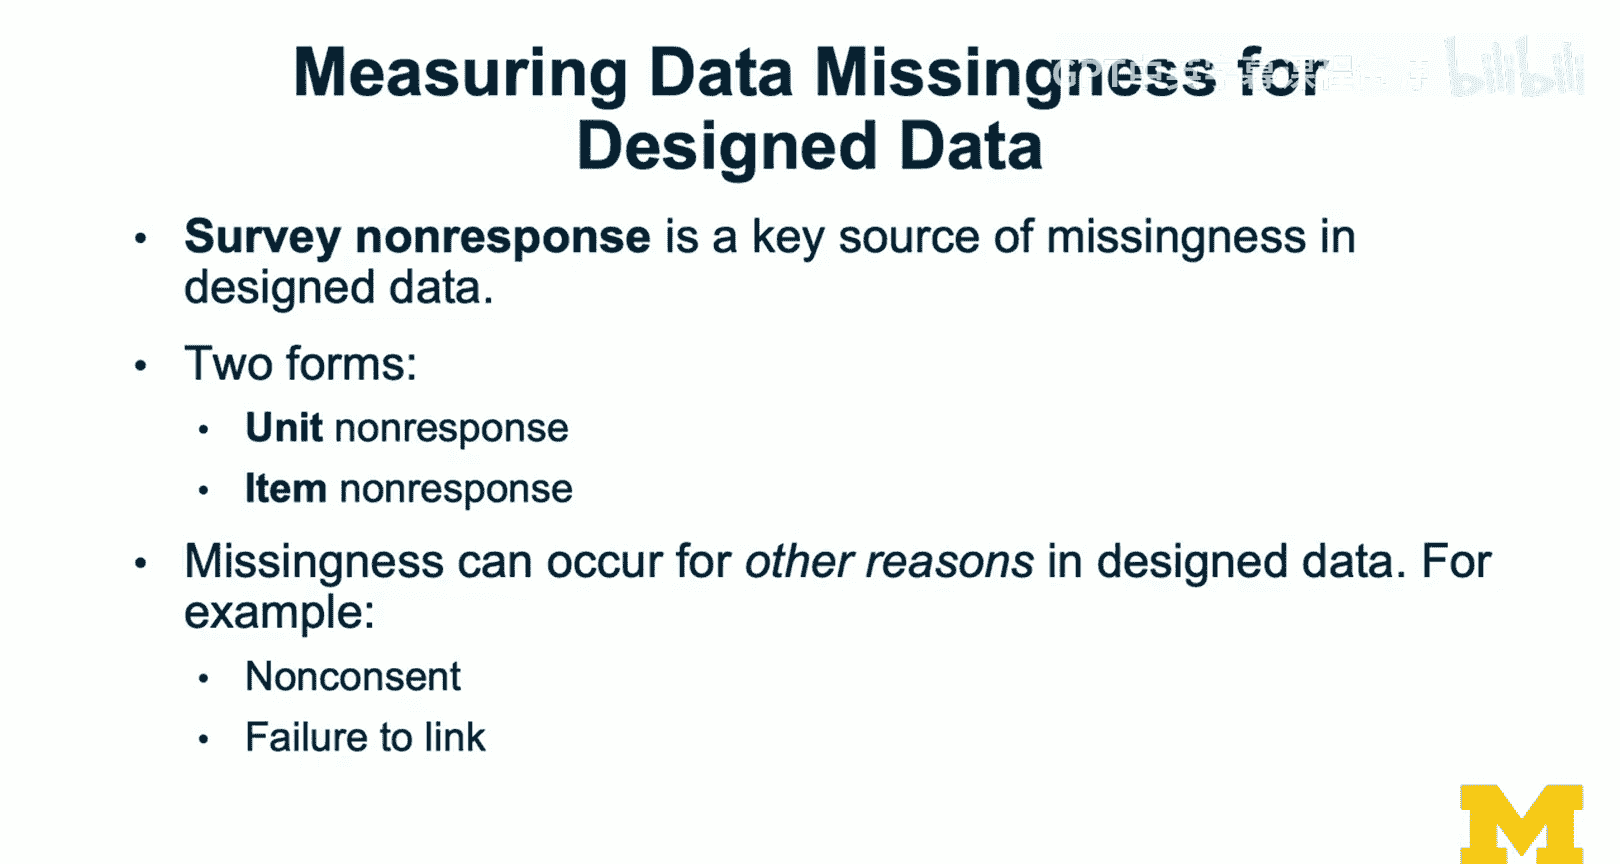 Measuring Data Missingness for
Designed Data
• Survey nonresponse is a key source of missingness in
designed data.
• Two forms:
• Unit nonresponse
• Item nonresponse
• Missingness can occur for other reasons in designed data. For
example:
• Nonconsent
• Failure to link
bilibili
M